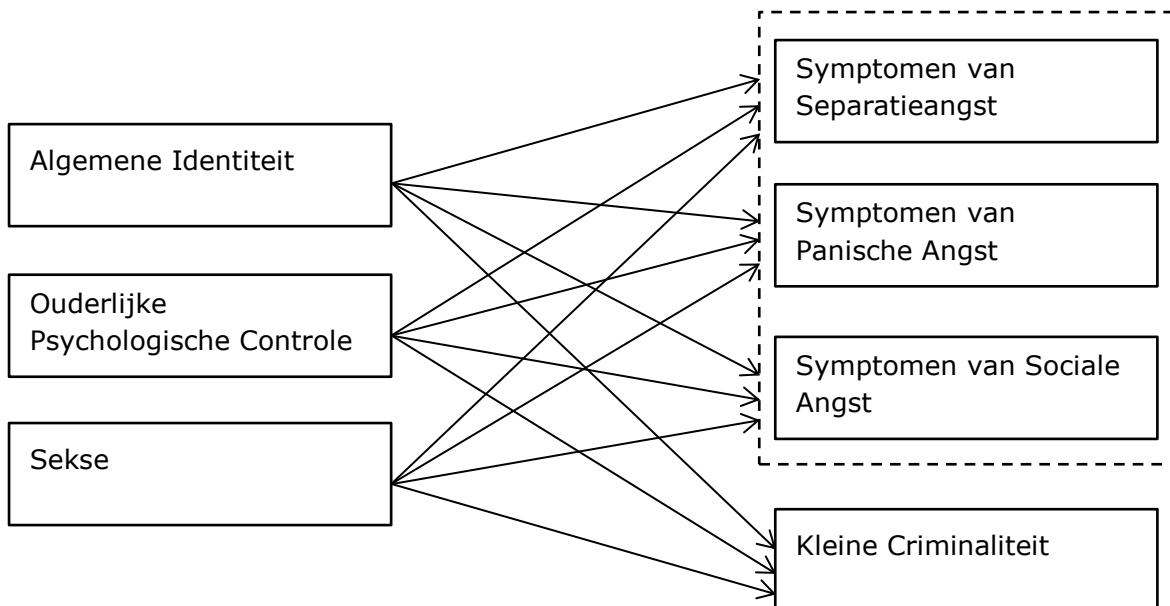 Algemene Identiteit
Ouderlijke
Psychologische Controle
Sekse
Symptomen van
Separatieangst
Symptomen van
Panische Angst
Symptomen van Sociale
Angst
Kleine Criminaliteit